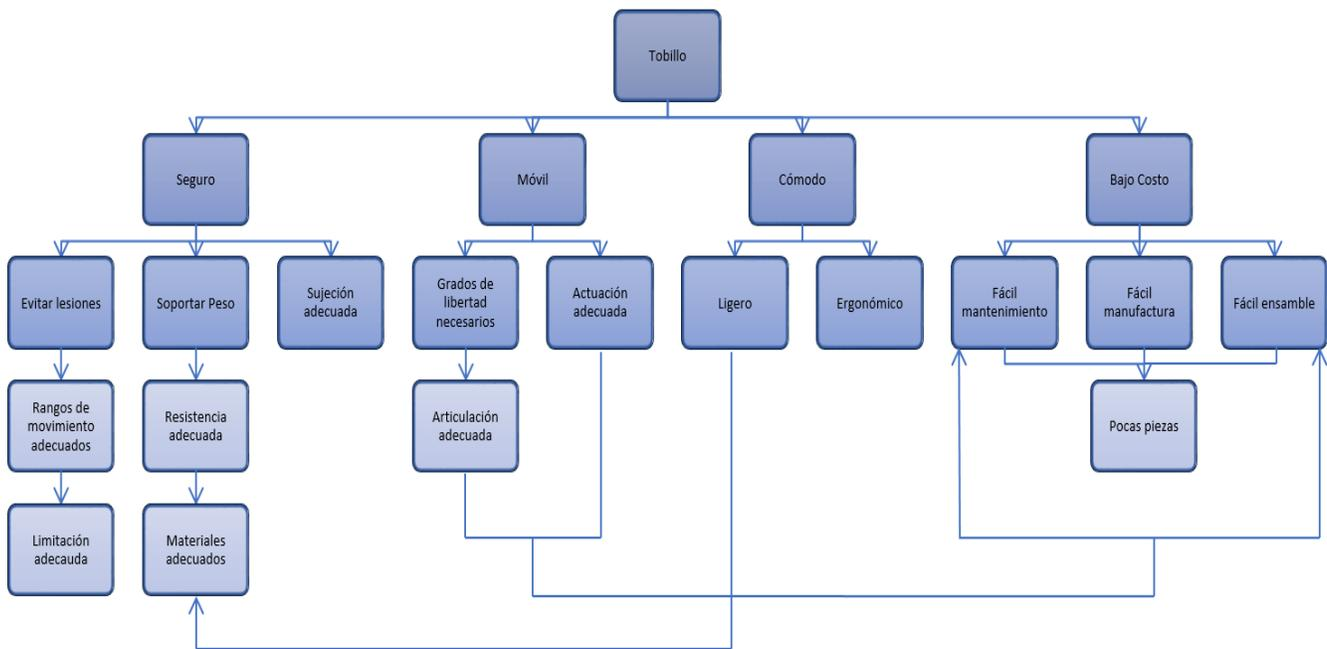 Tobillo
Seguro
Móvil
Cómodo
Bajo Costo
Evitar lesiones
Soportar Peso
Sujeción
adecuada
Grados de
libertad
necesarios
Actuación
adecuada
Ligero
Ergonómico
Fácil
mantenimiento
Fácil
manufactura
Fácil ensamble
Rangos de
movimiento
adecuados
Resistencia
adecuada
Articulación
adecuada
Pocas piezas
Limitación
adecauda
Materiales
adecuados